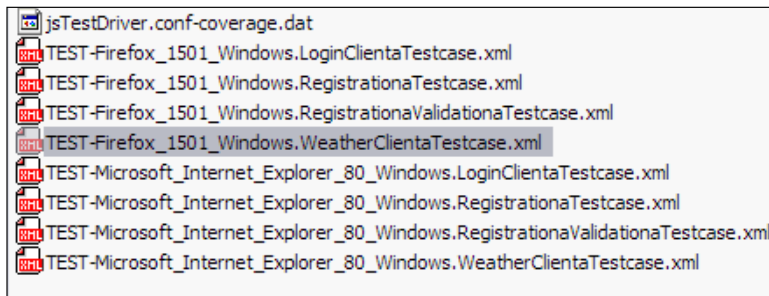 jsTestDriver.conf-coverage.dat
TEST-Firefox_1501_Windows.LoginClientaTestcase.xml
TEST-Firefox_1501_Windows.RegistrationaTestcase.xml
TEST-Firefox_1501_Windows.RegistrationaValidationaTestcase.xml
TEST-Firefox_1501_Windows.WeatherClientaTestcase.xml
TEST-Microsoft_Internet_Explorer_80_Windows.LoginClientaTestcase.xml
TEST-Microsoft_Internet_Explorer_80_Windows.RegistrationaTestcase.xml
TEST-Microsoft_Internet_Explorer_80_Windows.RegistrationaValidationaTestcase.xml
TEST-Microsoft_Internet_Explorer_80_Windows.WeatherClientaTestcase.xml